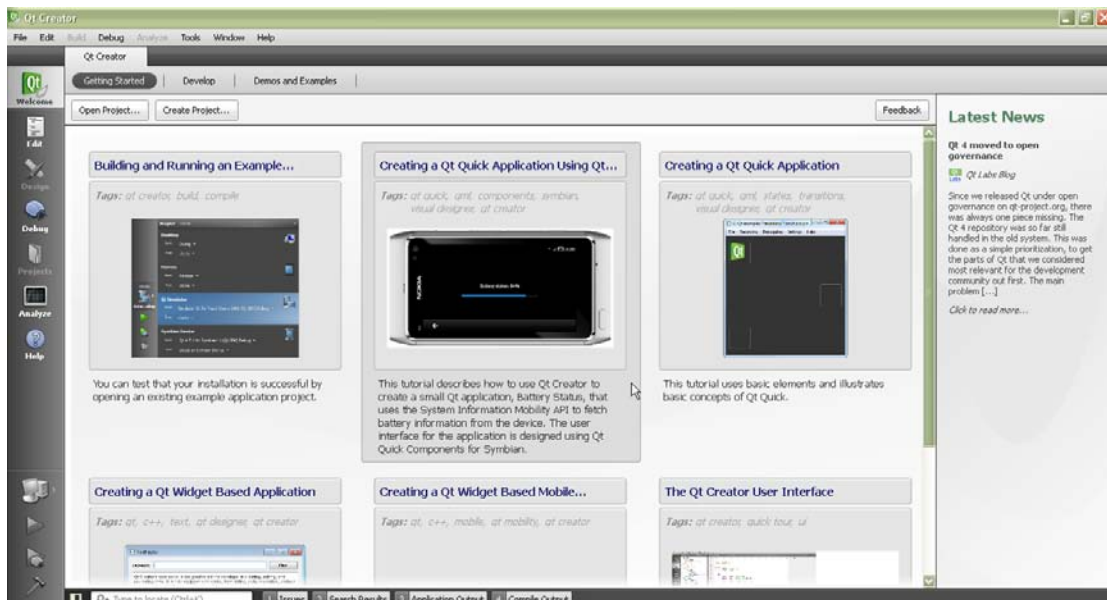 Qt Creator
File Edit Build Debug Analyze Tools Window Help
Qt Creator
Getting Started Develop Demos and Examples
Qt
Welcome
Edit
Design
Debug
Projects
Analyze
Help
Open Project... Create Project... Feedback
Building and Running an Example...
Tags: qt creator, build, compile
You can test that your installation is successful by
opening an existing example application project.
Creating a Qt Quick Application Using Qt...
Tags: qt quick, qml, components, symbian,
visual designer, qt creator
NOKIA
This tutorial describes how to use Qt Creator to
create a small Qt application, Battery Status, that
uses the System Information Mobility API to fetch
battery information from the device. The user
interface for the application is designed using Qt
Quick Components for Symbian.
Creating a Qt Quick Application
Tags: qt quick, qml, states, transitions,
visual designer, qt creator
Qt
This tutorial uses basic elements and illustrates
basic concepts of Qt Quick.
Creating a Qt Widget Based Application
Tags: qt, c++, text, qt designer, qt creator
Creating a Qt Widget Based Mobile...
Tags: qt, c++, mobile, qt mobility, qt creator
The Qt Creator User Interface
Tags: qt creator, quick tour, ui
Latest News
Qt 4 moved to open
governance
Qt Labs Blog
Since we released Qt under open
governance on qt-project.org, there
was always one piece missing. The
Qt 4 repository was so far still
handled in the old system. This was
done as a simple prioritization, to get
the parts of Qt that we considered
most relevant for the development
community out first. The main
problem [...]
Click to read more...
Type to locate (Ctrl+K) 1 Issues 2 Search Results 3 Application Output 4 Compile Output